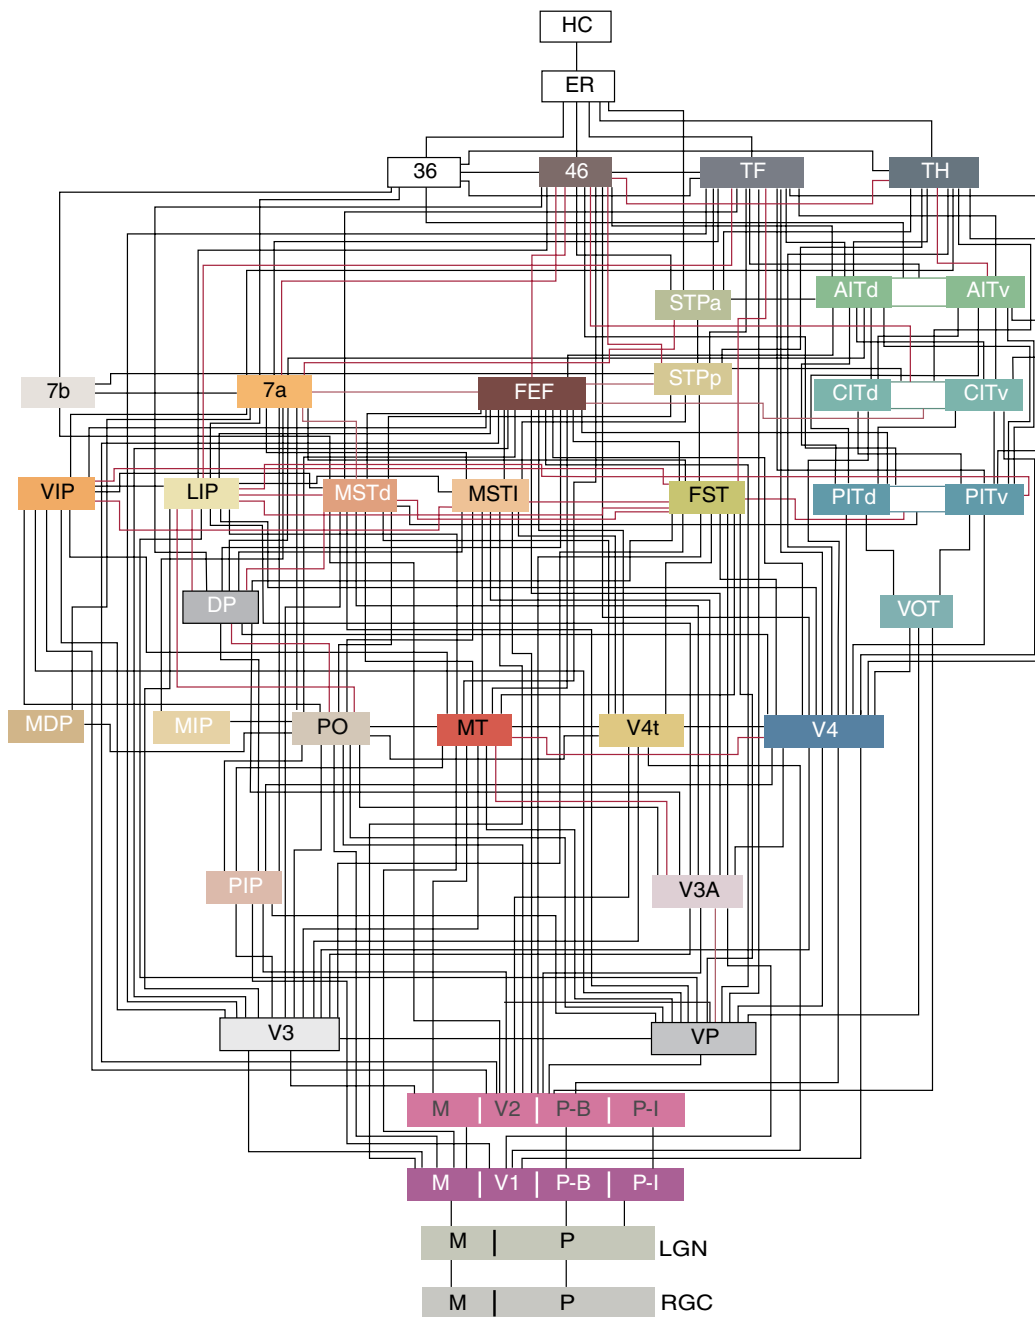 HC
ER
36 46 TF TH
STPa AITd AITv
7b 7a FEF STPp CITd CITv
VIP LIP MSTd MSTl FST PITd PITv
DP VOT
MDP MIP PO MT V4t V4
PIP V3A
V3 VP
M V2 P-B P-I
M V1 P-B P-I
M P LGN
M P RGC